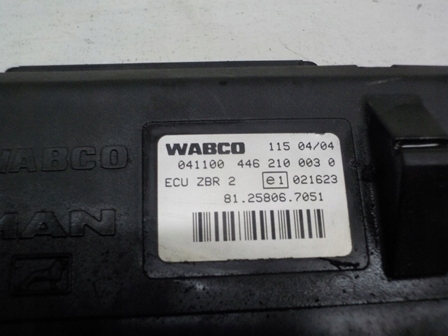 WABCO 115 04/04
041100 446 210 003 0
ECU ZBR 2 e1 021623
81.25806.7051
WABCO
MAN